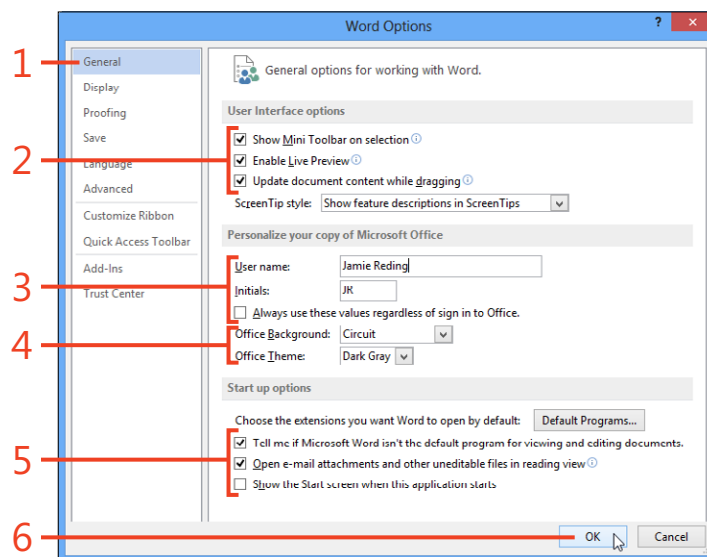 Word Options
?
×
1
General
Display
Proofing
Save
Language
Advanced
Customize Ribbon
Quick Access Toolbar
Add-Ins
Trust Center
General options for working with Word.
User Interface options
2
Show Mini Toolbar on selection
Enable Live Preview
Update document content while dragging
ScreenTip style: Show feature descriptions in ScreenTips
Personalize your copy of Microsoft Office
3
User name: Jamie Reding
Initials: JR
Always use these values regardless of sign in to Office.
4
Office Background: Circuit
Office Theme: Dark Gray
Start up options
Choose the extensions you want Word to open by default: Default Programs...
5
Tell me if Microsoft Word isn't the default program for viewing and editing documents.
Open e-mail attachments and other uneditable files in reading view
Show the Start screen when this application starts
6
OK Cancel